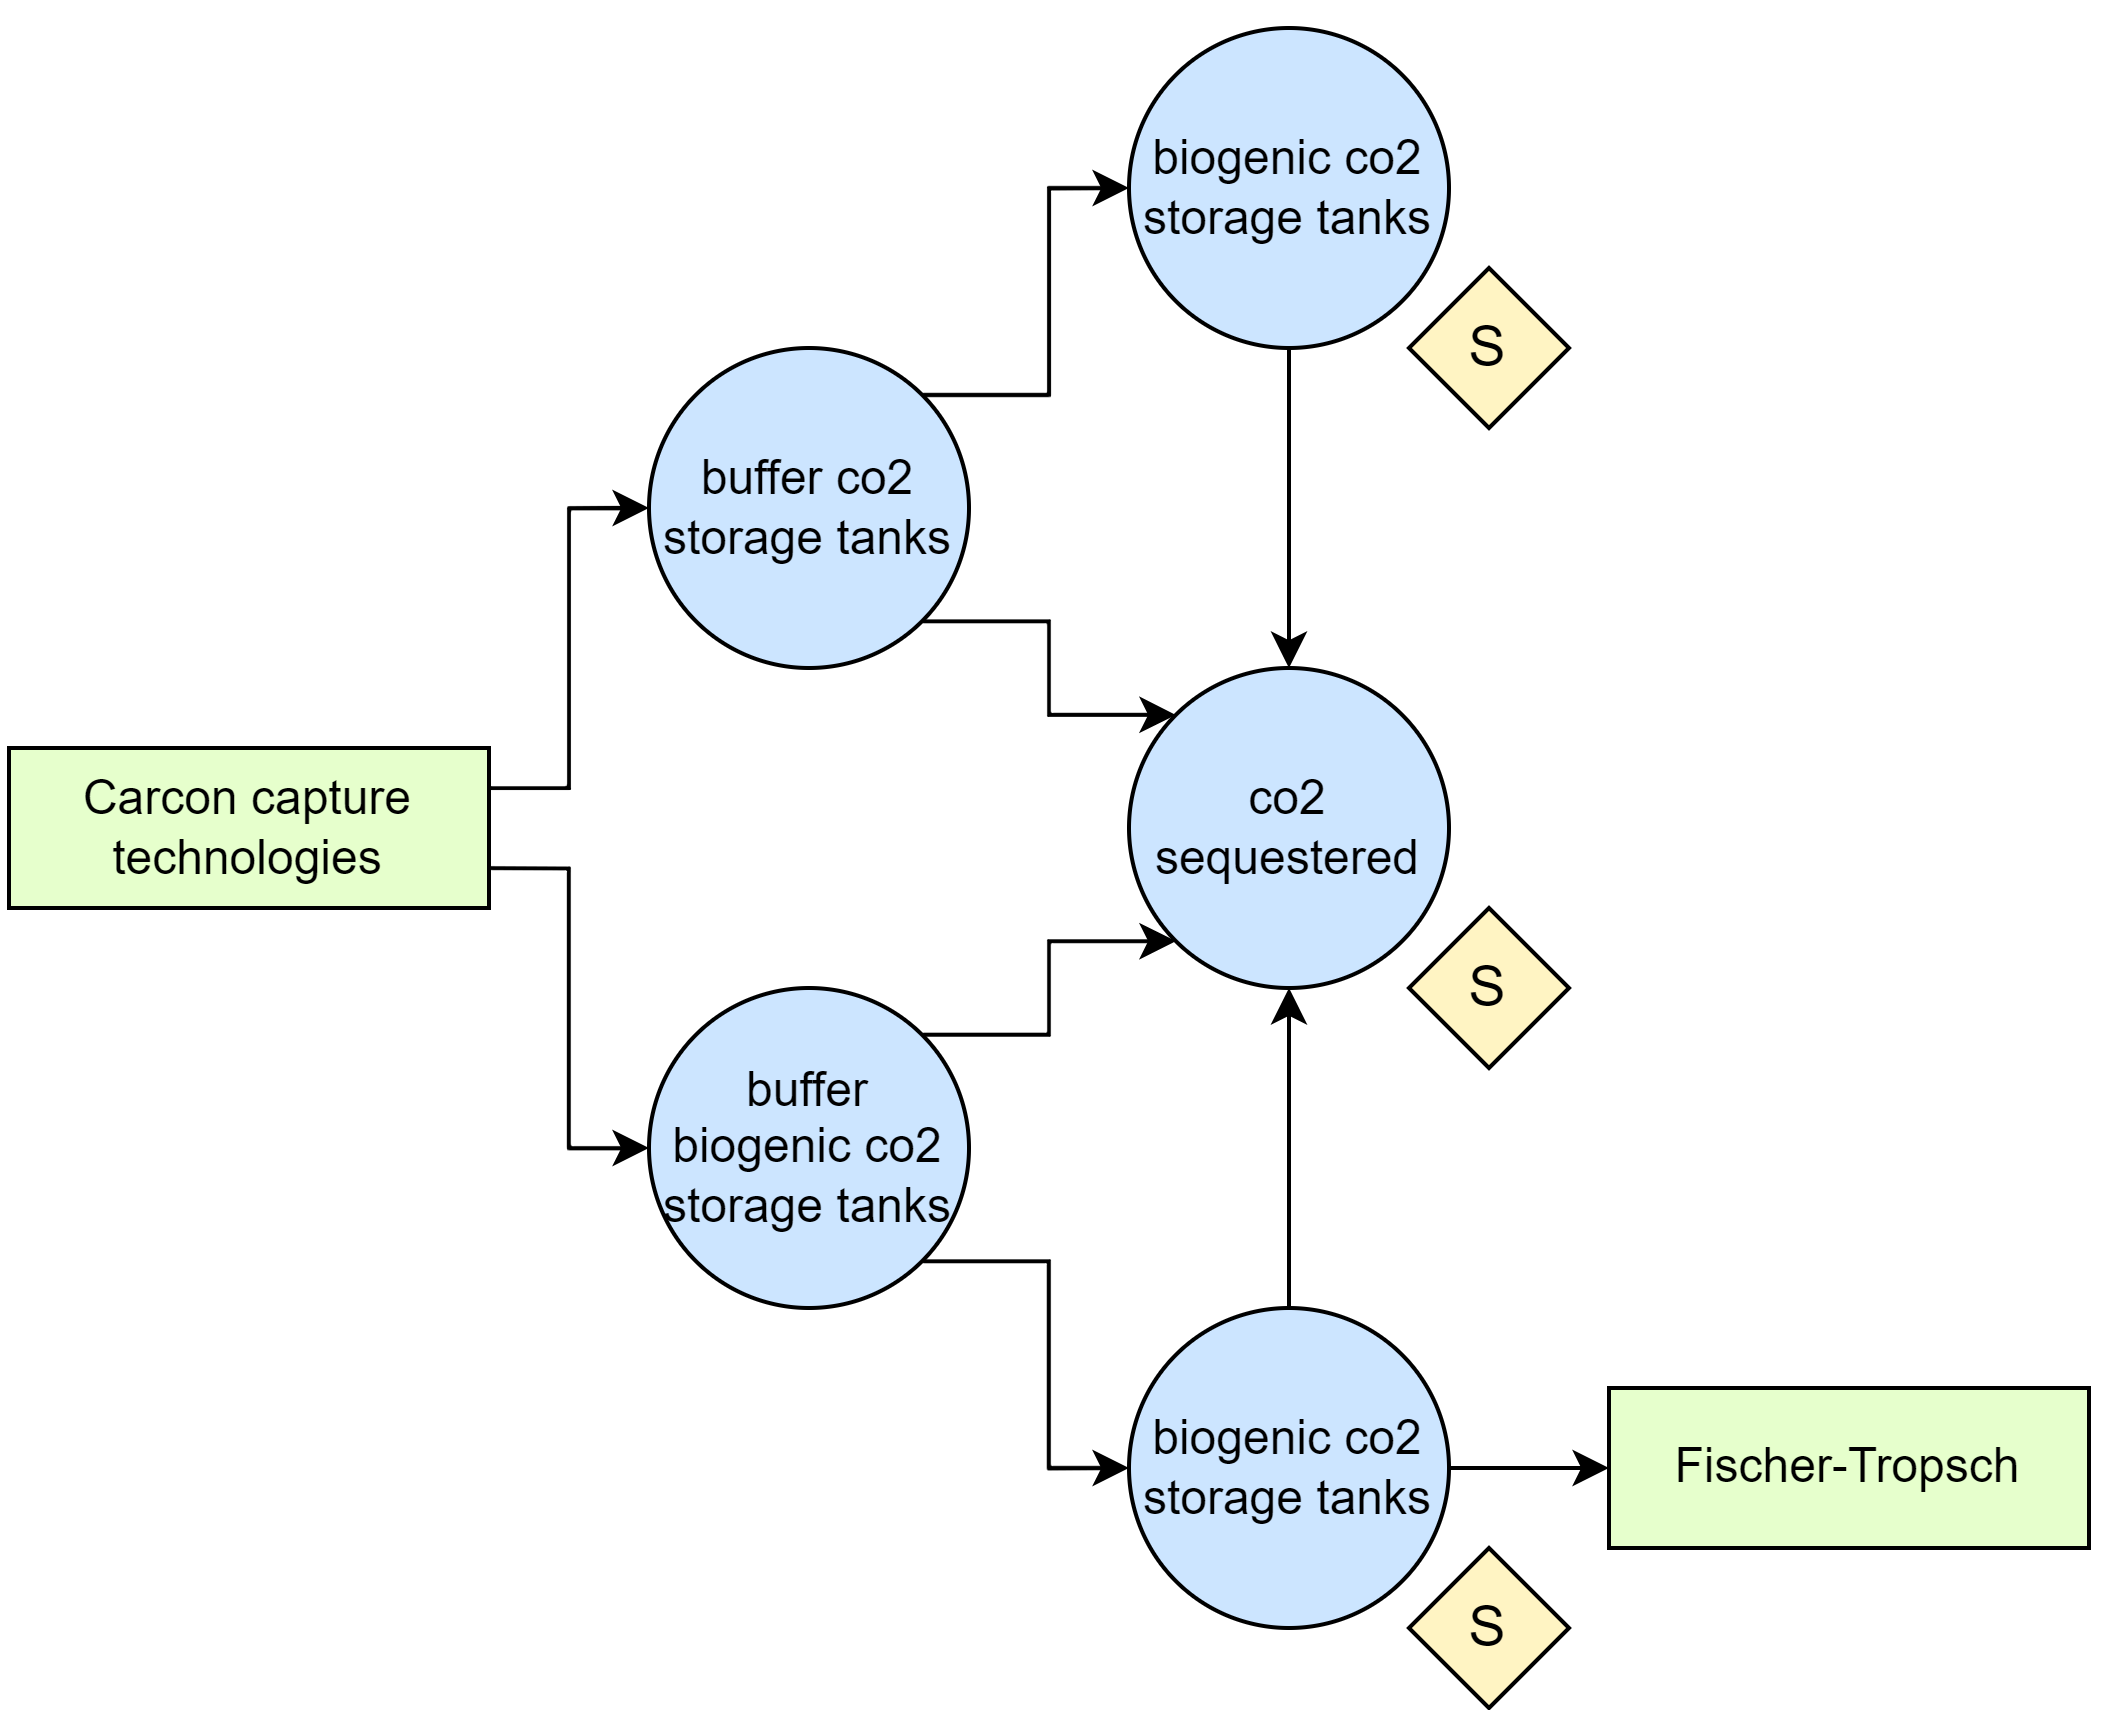 biogenic co2
storage tanks
S
buffer co2
storage tanks
Carcon capture
technologies
co2
sequestered
S
buffer
biogenic co2
storage tanks
biogenic co2
storage tanks
Fischer-Tropsch
S